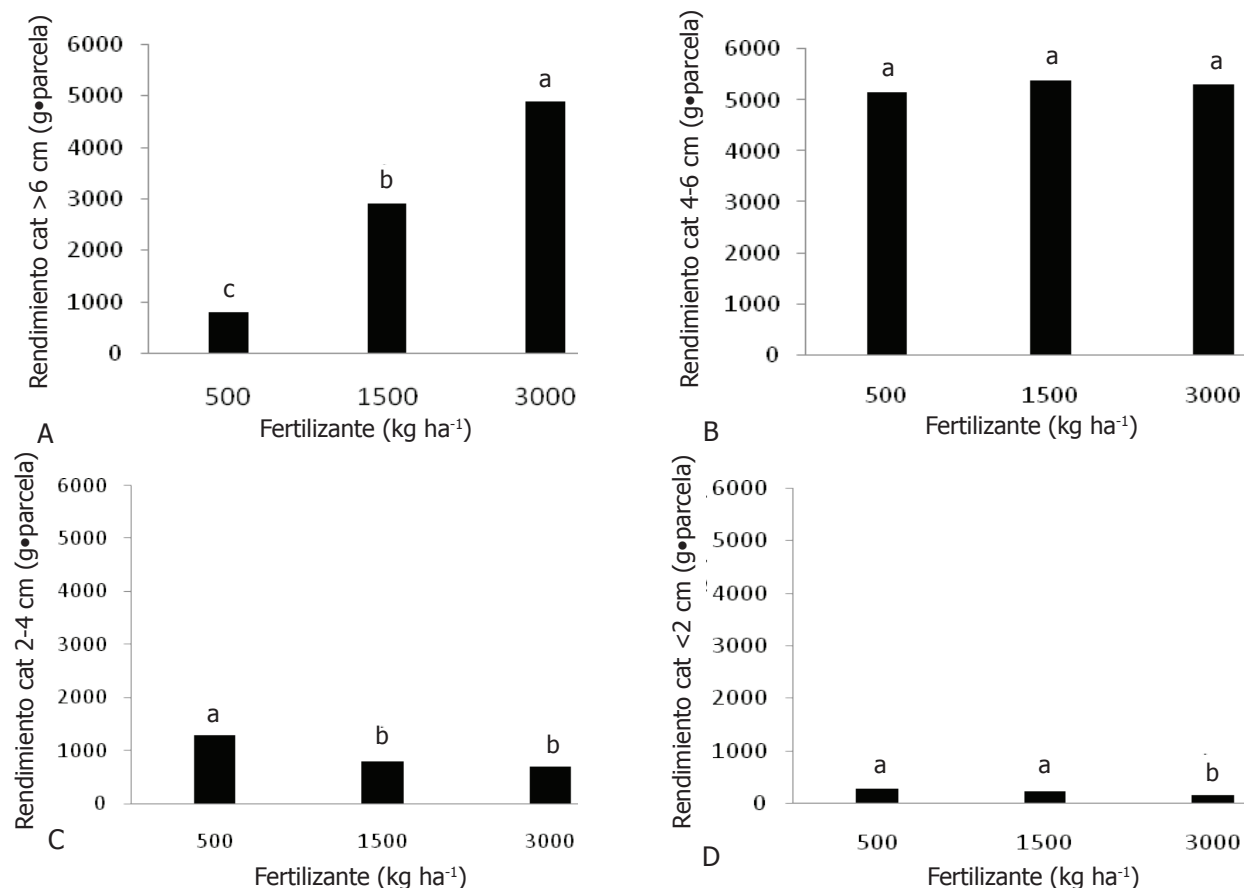 Rendimiento cat >6 cm (g•parcela)
6000
5000
4000
3000
2000
1000
0
c
b
a
500 1500 3000
Fertilizante (kg ha⁻¹)
A
Rendimiento cat 4-6 cm (g•parcela)
6000
5000
4000
3000
2000
1000
0
a
a
a
500 1500 3000
Fertilizante (kg ha⁻¹)
B
Rendimiento cat 2-4 cm (g•parcela)
6000
5000
4000
3000
2000
1000
0
a
b
b
500 1500 3000
Fertilizante (kg ha⁻¹)
C
Rendimiento cat <2 cm (g•parcela)
6000
5000
4000
3000
2000
1000
0
a
a
b
500 1500 3000
Fertilizante (kg ha⁻¹)
D